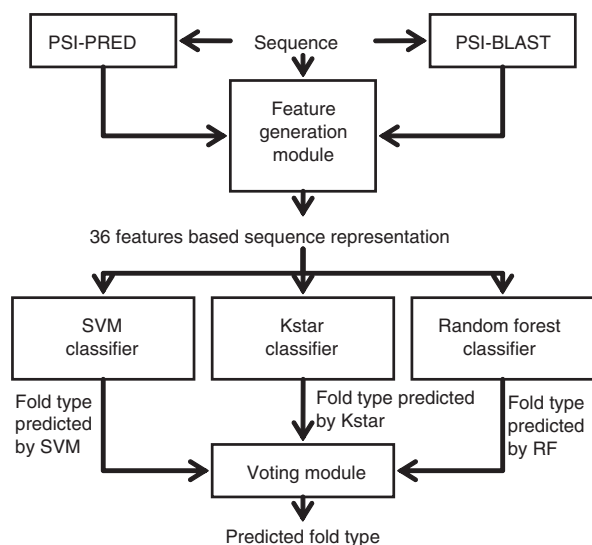 PSI-PRED
Sequence
PSI-BLAST
Feature
generation
module
36 features based sequence representation
SVM
classifier
Kstar
classifier
Random forest
classifier
Fold type
predicted
by SVM
Fold type predicted
by Kstar
Fold type
predicted
by RF
Voting module
Predicted fold type